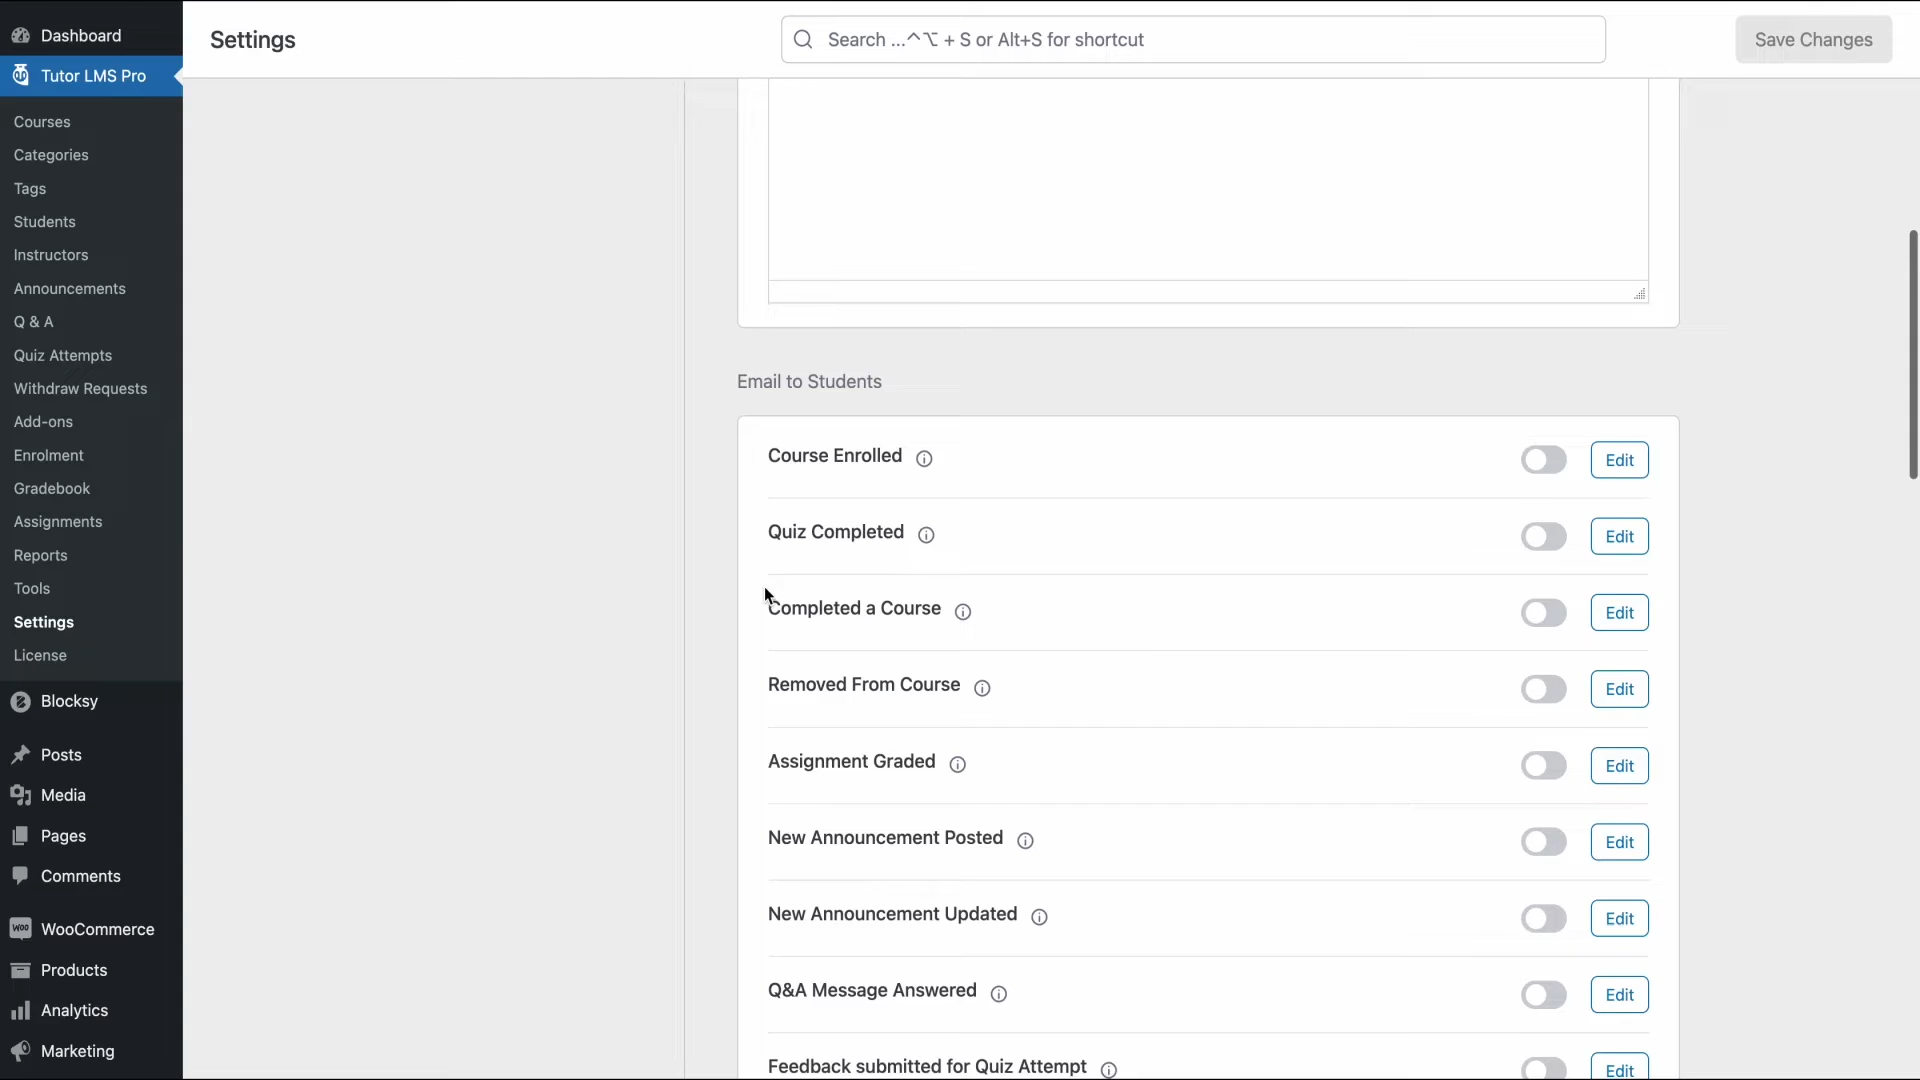 Dashboard
Tutor LMS Pro
Courses
Categories
Tags
Students
Instructors
Announcements
Q & A
Quiz Attempts
Withdraw Requests
Add-ons
Enrolment
Gradebook
Assignments
Reports
Tools
Settings
License
Blocksy
Posts
Media
Pages
Comments
WOO WooCommerce
Products
Analytics
Marketing
Settings
Search ...^⌥ + S or Alt+S for shortcut
Save Changes
Email to Students
Course Enrolled Edit
Quiz Completed Edit
Completed a Course Edit
Removed From Course Edit
Assignment Graded Edit
New Announcement Posted Edit
New Announcement Updated Edit
Q&A Message Answered Edit
Feedback submitted for Quiz Attempt Edit